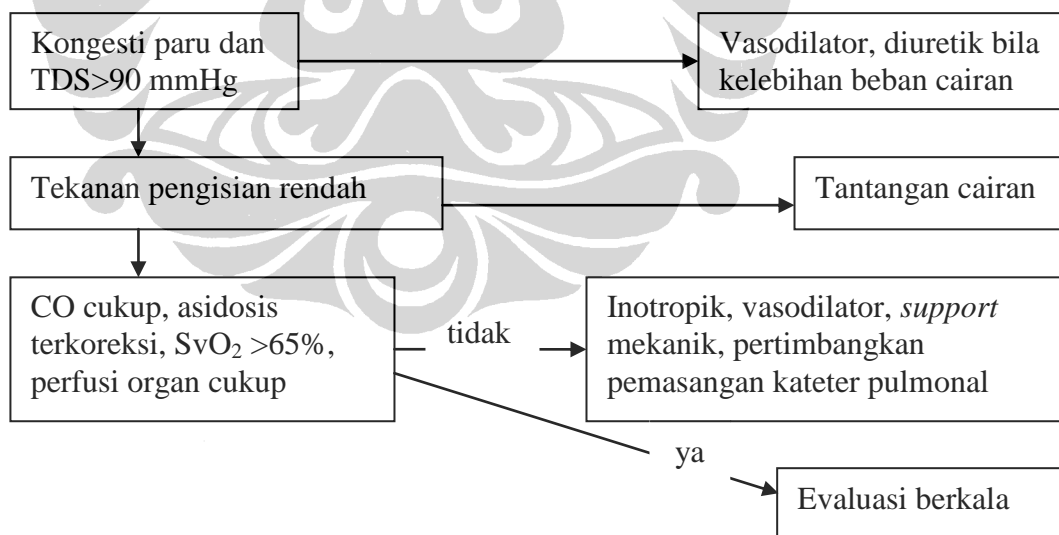 Kongesti paru dan
TDS>90 mmHg
Vasodilator, diuretik bila
kelebihan beban cairan
Tekanan pengisian rendah
Tantangan cairan
CO cukup, asidosis
terkoreksi, SvO₂ >65%,
perfusi organ cukup
tidak
Inotropik, vasodilator, support
mekanik, pertimbangkan
pemasangan kateter pulmonal
ya
Evaluasi berkala